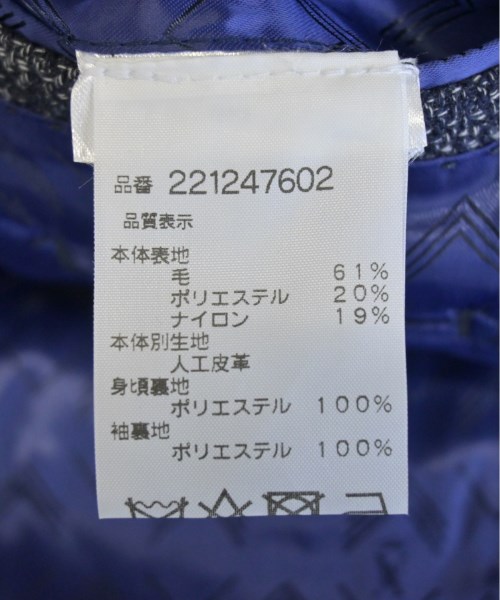 品番 221247602
品質表示
本体表地
毛 61%
ポリエステル 20%
ナイロン 19%
本体別生地
人工皮革
身頃裏地
ポリエステル 100%
袖裏地
ポリエステル 100%